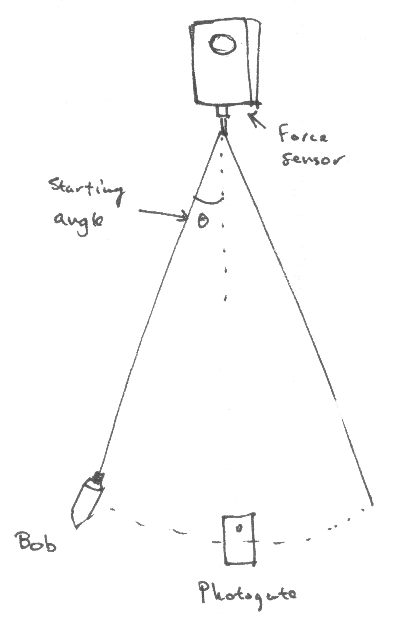 Force
sensor
Starting
angle
θ
Bob
Photogate